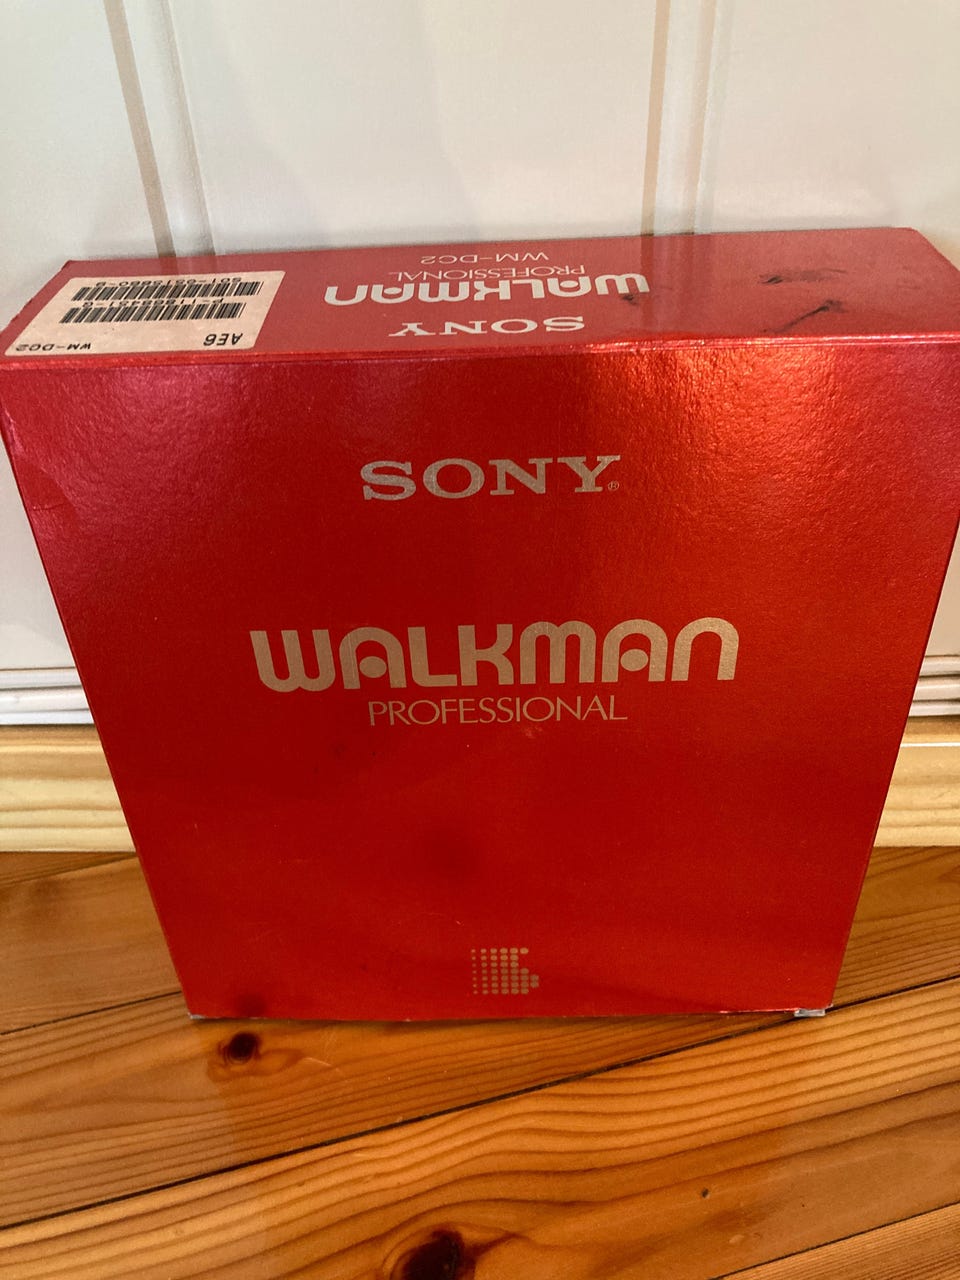 WM-DC2
PROFESSIONAL
WALKMAN
SONY
AE6
WM-DC2
SONY®
WALKMAN
PROFESSIONAL